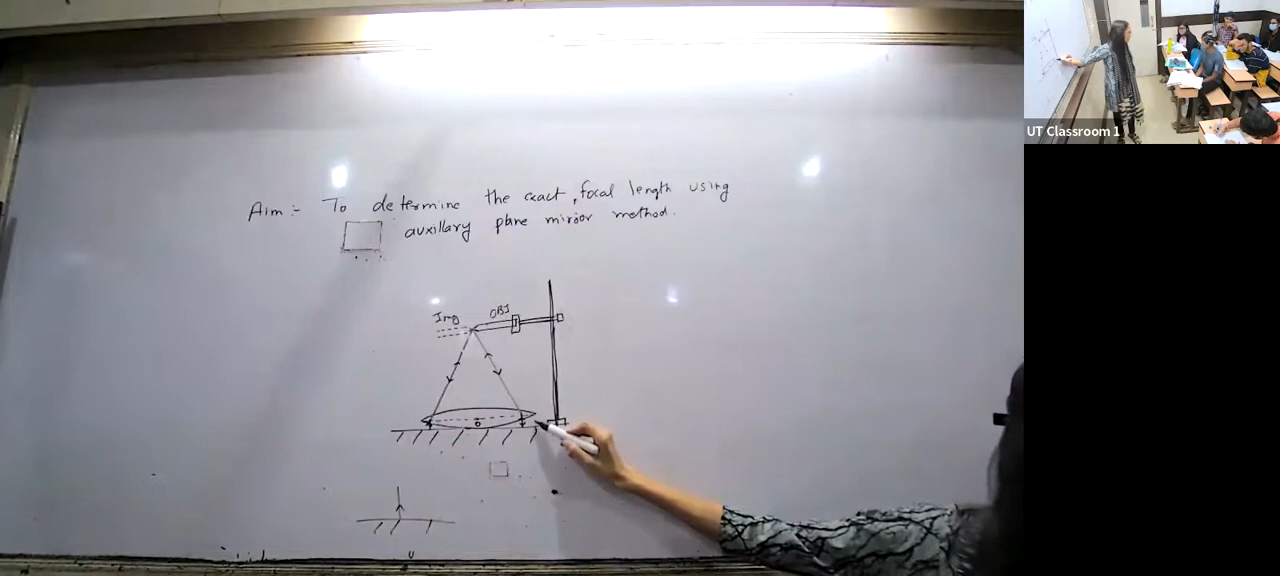 Aim :- To determine the exact, focal length using
auxillary plane mirror method.
Img
OBJ
O
UT Classroom 1